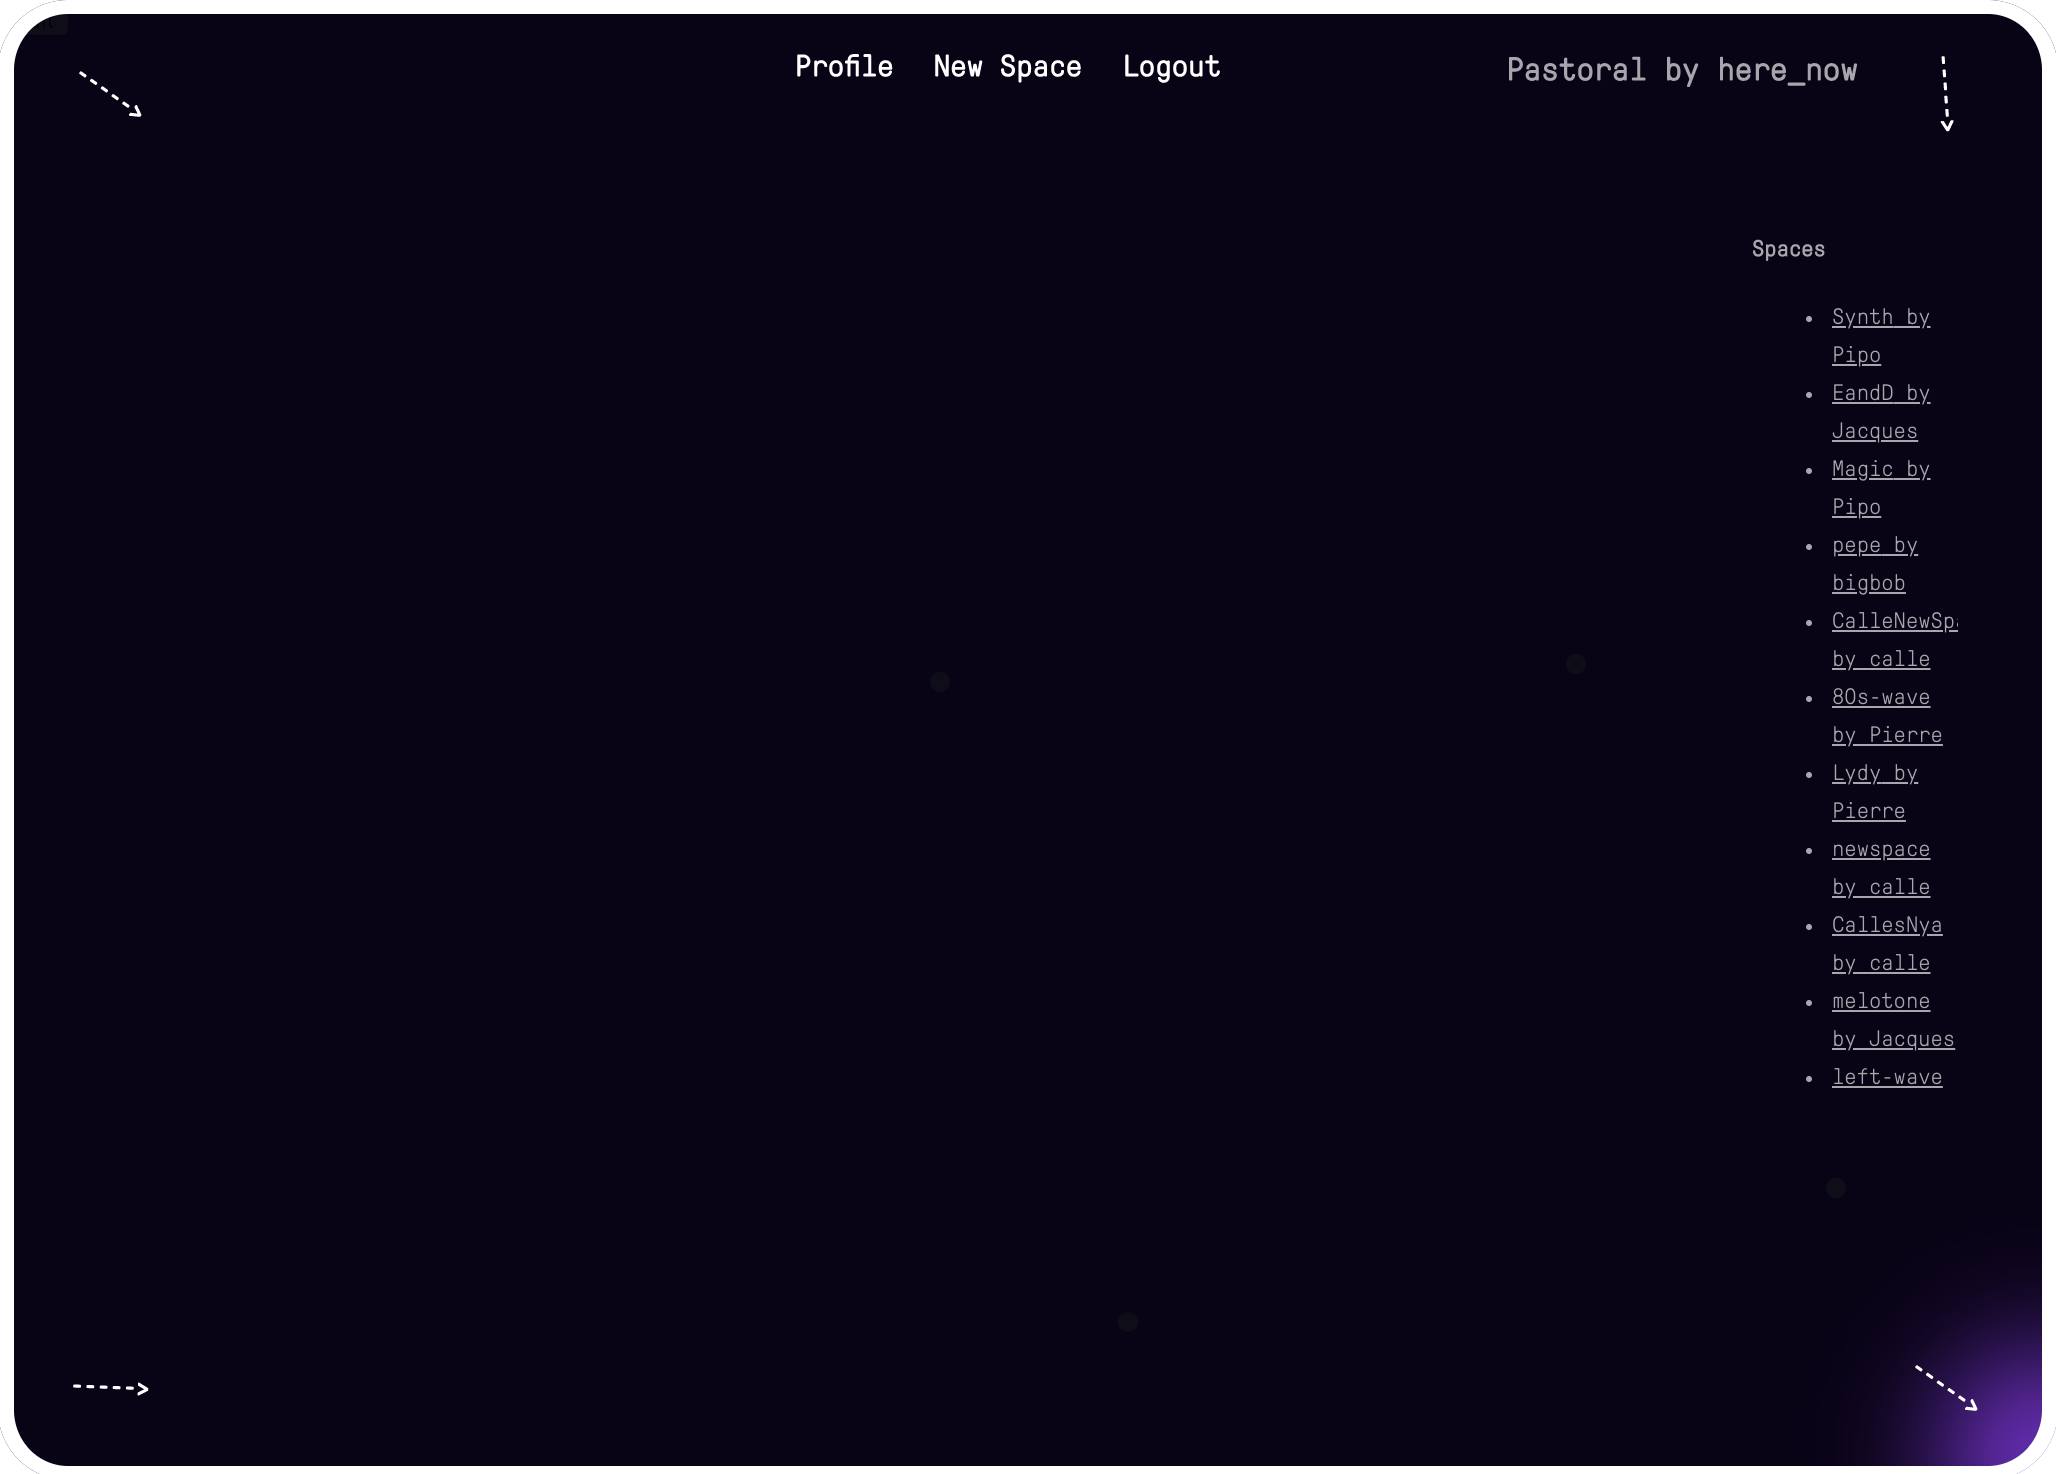 Profile New Space Logout Pastoral by here_now
Spaces
Synth by
Pipo
EandD by
Jacques
Magic by
Pipo
pepe by
bigbob
CalleNewSpa
by calle
80s-wave
by Pierre
Lydy by
Pierre
newspace
by calle
CallesNya
by calle
melotone
by Jacques
left-wave